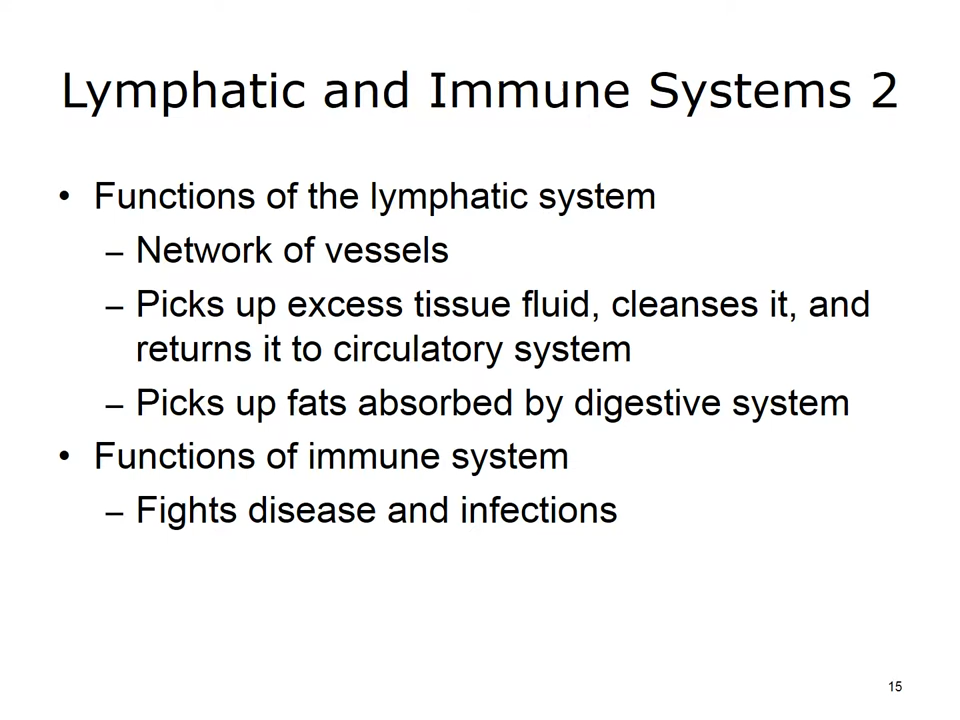 Lymphatic and Immune Systems 2
• Functions of the lymphatic system
– Network of vessels
– Picks up excess tissue fluid, cleanses it, and
returns it to circulatory system
– Picks up fats absorbed by digestive system
• Functions of immune system
– Fights disease and infections
15